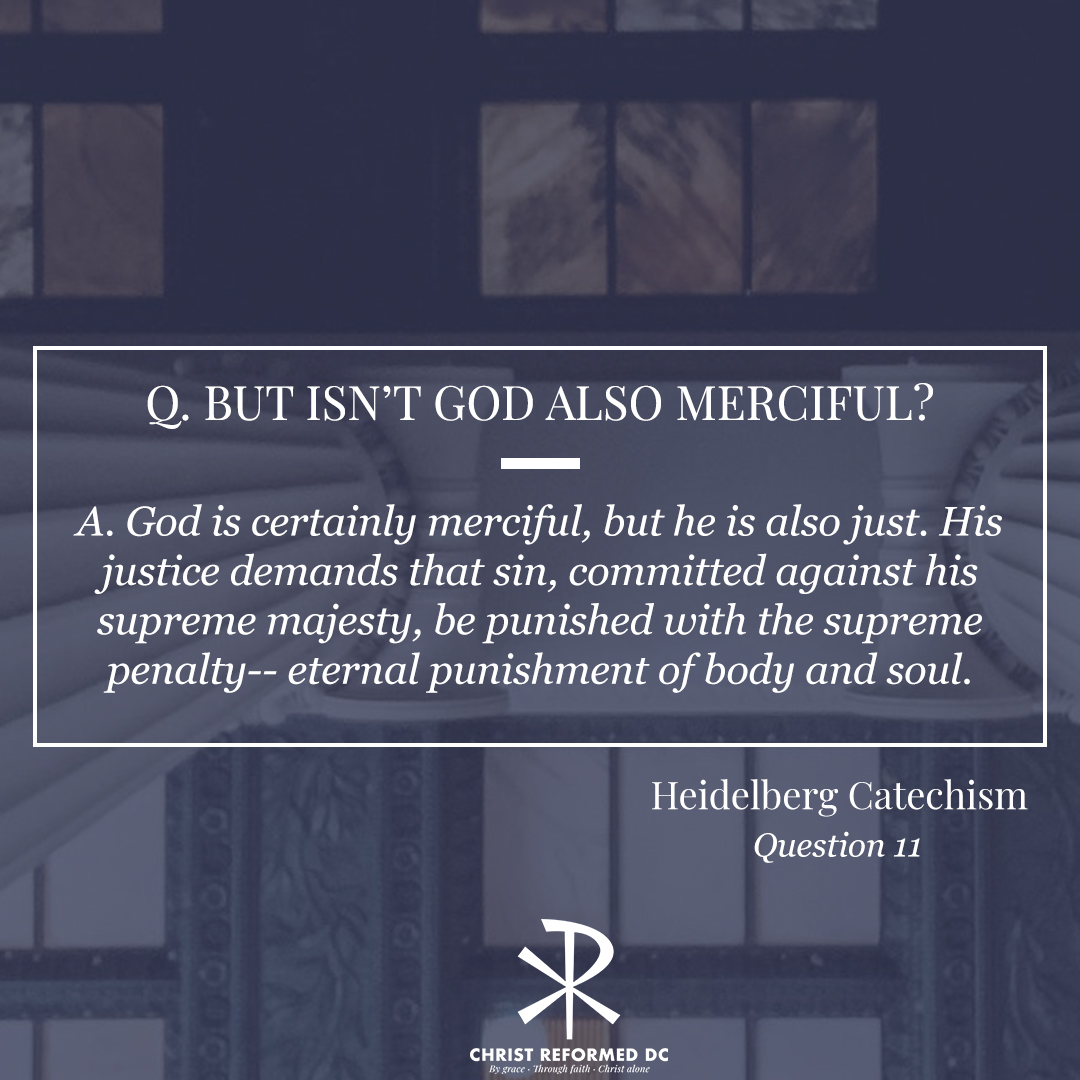 Q. BUT ISN’T GOD ALSO MERCIFUL?
A. God is certainly merciful, but he is also just. His
justice demands that sin, committed against his
supreme majesty, be punished with the supreme
penalty-- eternal punishment of body and soul.
Heidelberg Catechism
Question 11
CHRIST REFORMED DC
By grace · Through faith · Christ alone